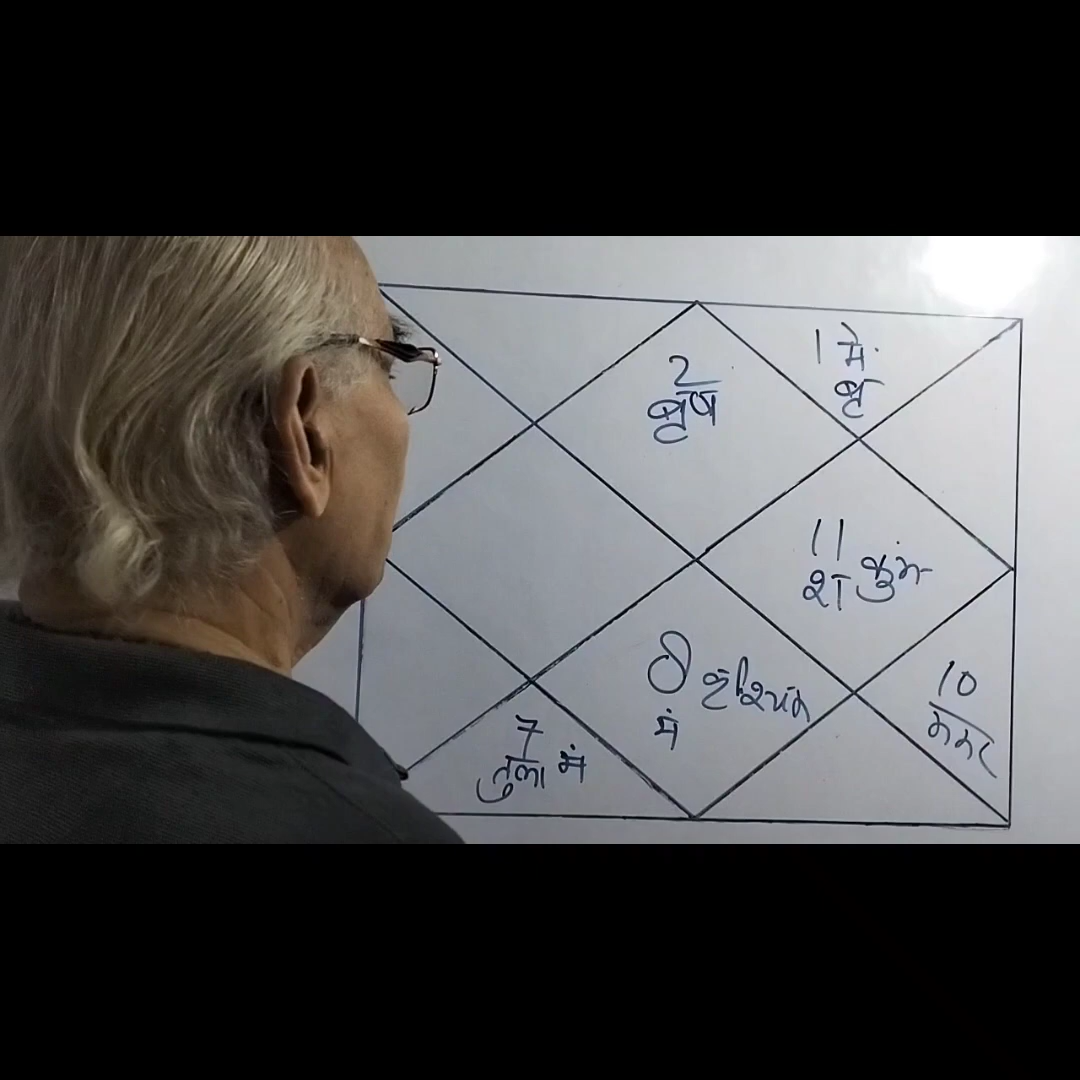 2
वृष
1 मे.
बृ
11
श कुंभ
8 वृश्चिक
मं
10
मकर
7
तुला में